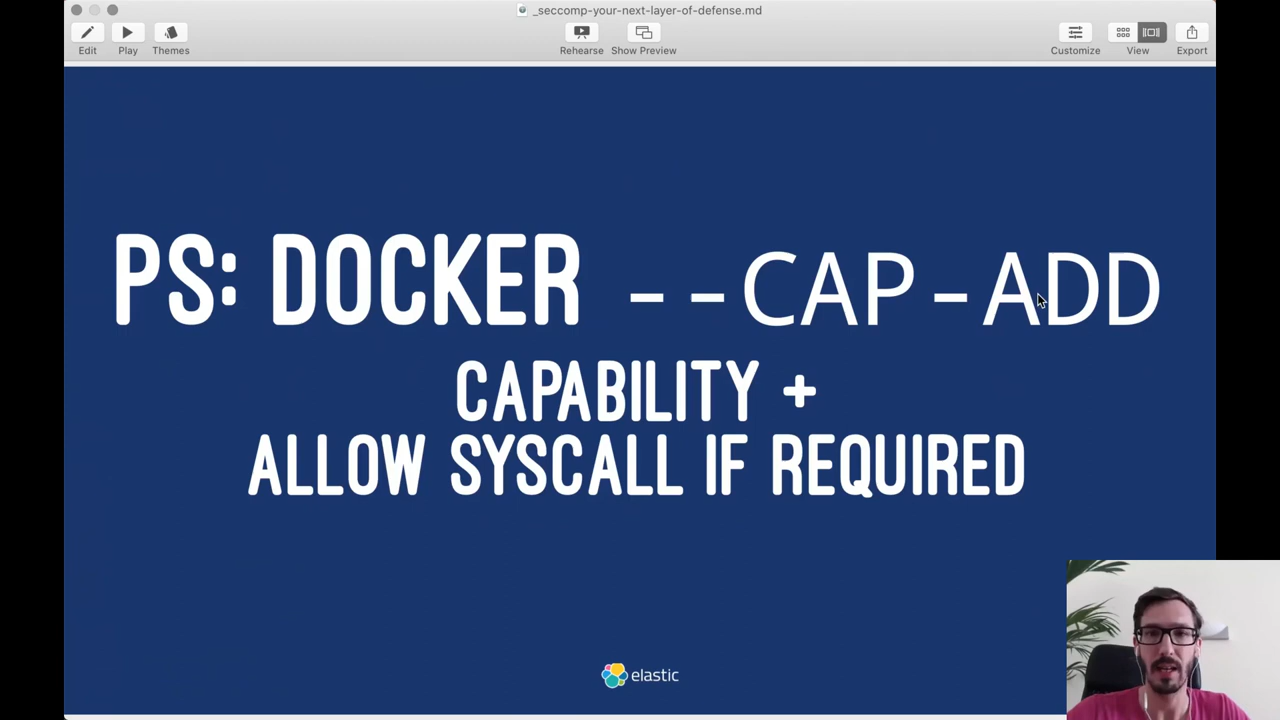 _seccomp-your-next-layer-of-defense.md
Edit
Play
Themes
Rehearse
Show Preview
Customize
View
Export
PS: DOCKER --CAP-ADD
CAPABILITY +
ALLOW SYSCALL IF REQUIRED
elastic